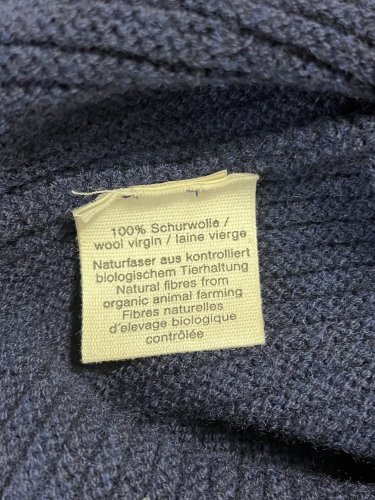 100% Schurwolle /
wool virgin / laine vierge
Naturfaser aus kontrolliert
biologischem Tierhaltung
Natural fibres from
organic animal farming
Fibres naturelles
d'elevage biologique
contrôlée